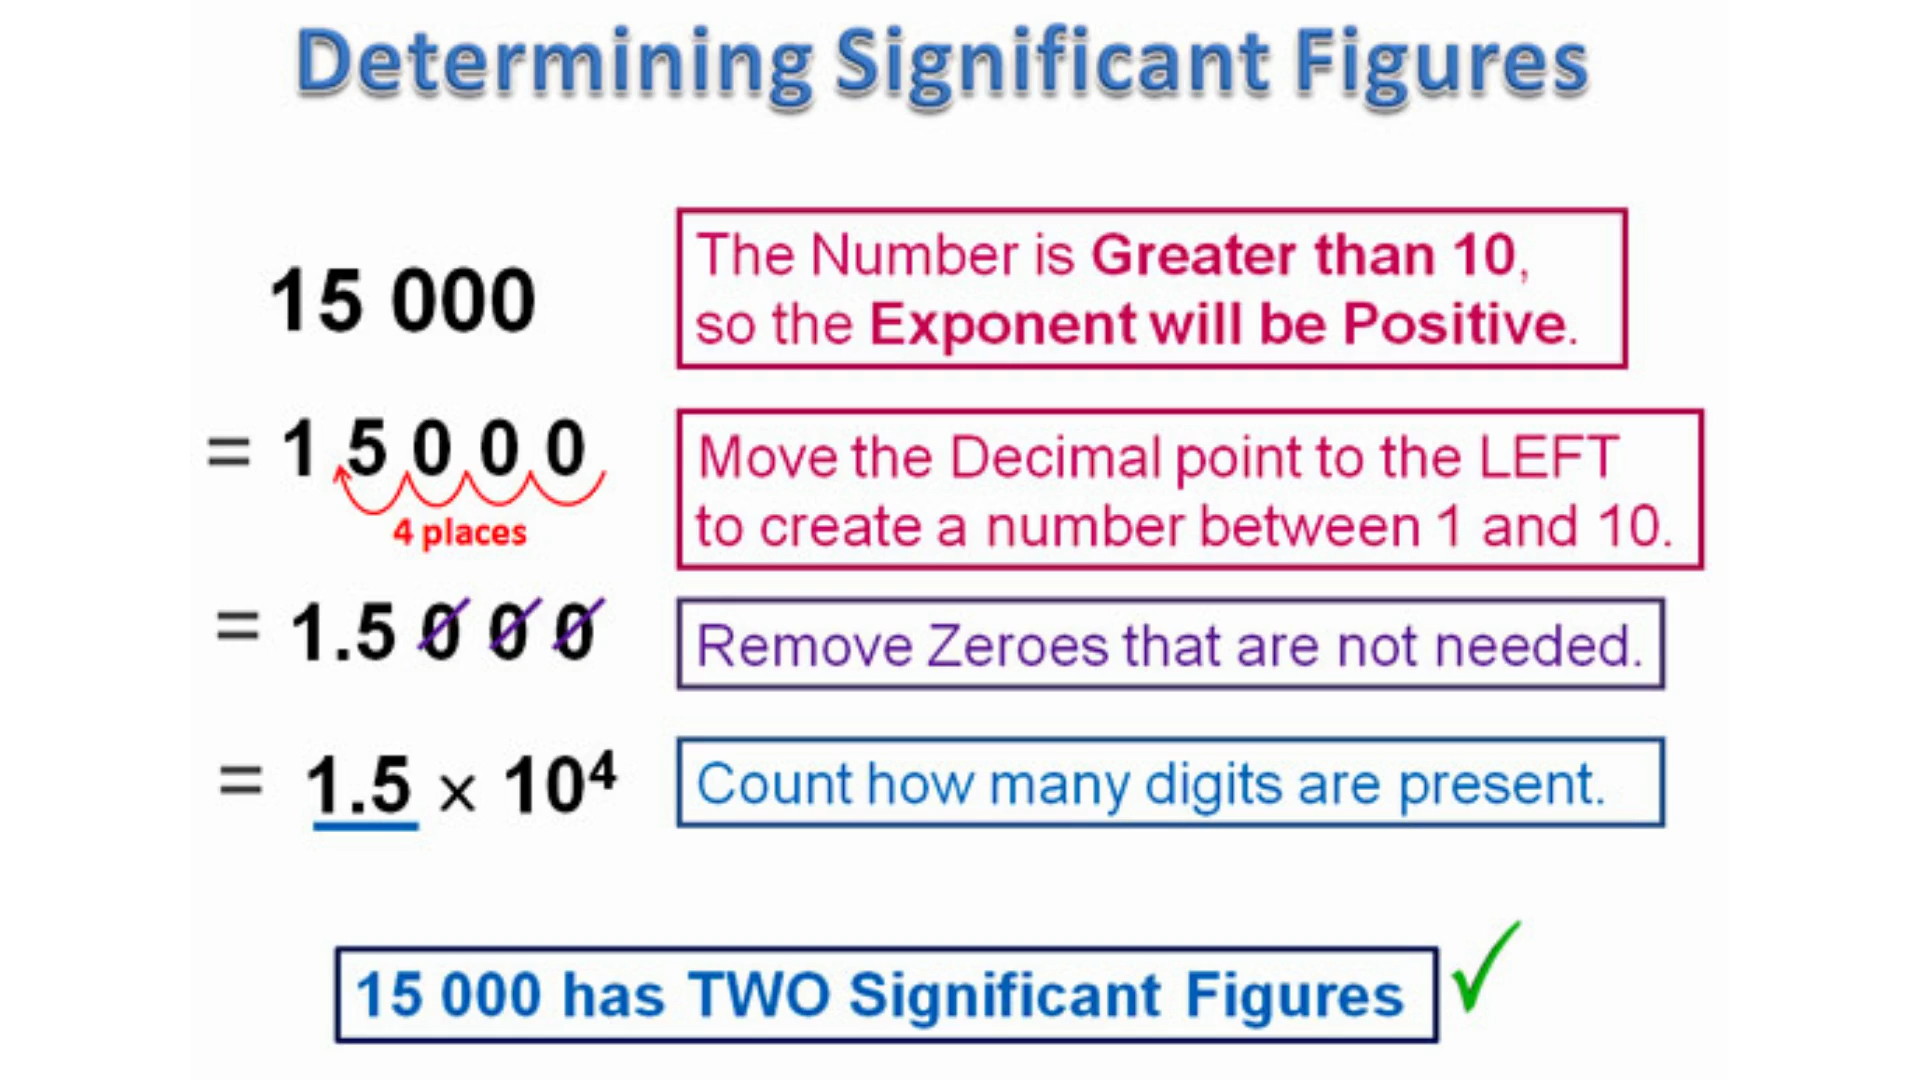 Determining Significant Figures
15 000
The Number is Greater than 10,
so the Exponent will be Positive.
= 1 5 0 0 0
4 places
Move the Decimal point to the LEFT
to create a number between 1 and 10.
= 1.5 0 0 0
Remove Zeroes that are not needed.
= 1.5 × 10⁴
Count how many digits are present.
15 000 has TWO Significant Figures